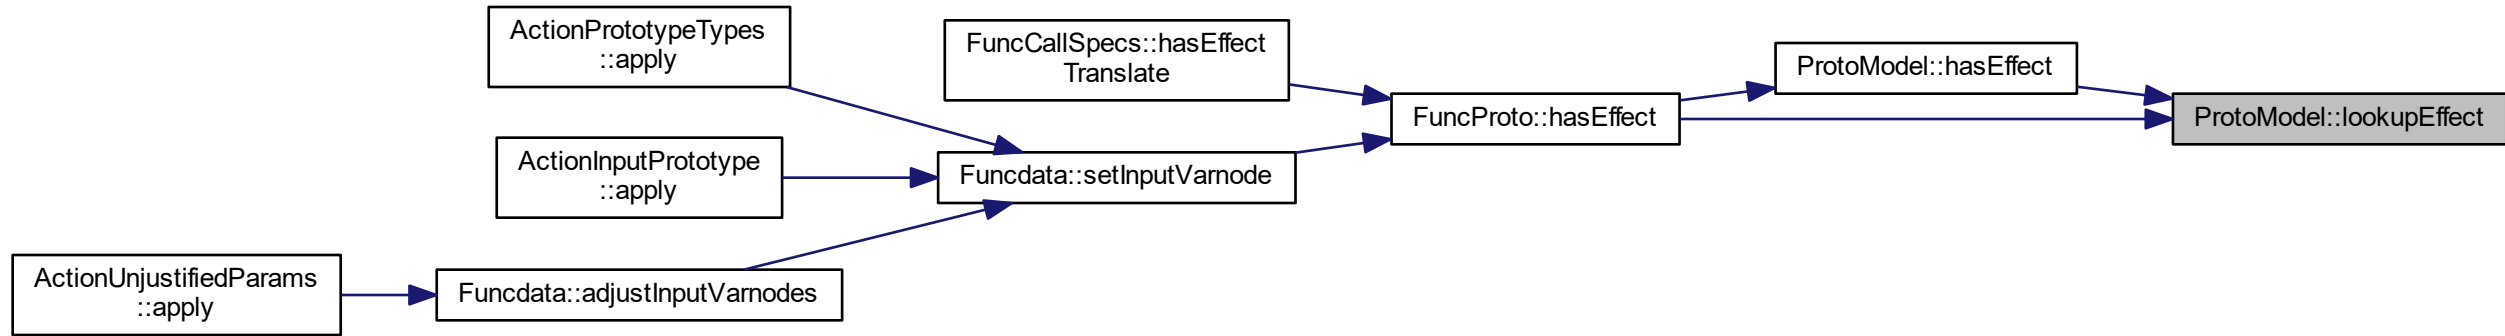 ActionPrototypeTypes
::apply
FuncCallSpecs::hasEffect
Translate
ProtoModel::hasEffect
FuncProto::hasEffect
ProtoModel::lookupEffect
ActionInputPrototype
::apply
Funcdata::setInputVarnode
ActionUnjustifiedParams
::apply
Funcdata::adjustInputVarnodes